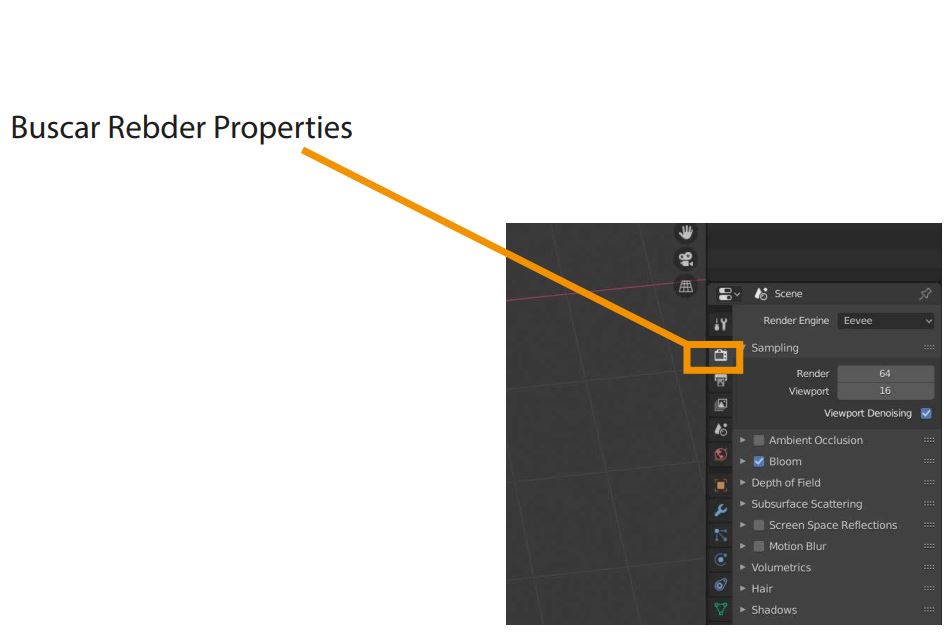 Buscar Rebder Properties
Scene
Render Engine Eevee
Sampling
Render 64
Viewport 16
Viewport Denoising
Ambient Occlusion
Bloom
Depth of Field
Subsurface Scattering
Screen Space Reflections
Motion Blur
Volumetrics
Hair
Shadows